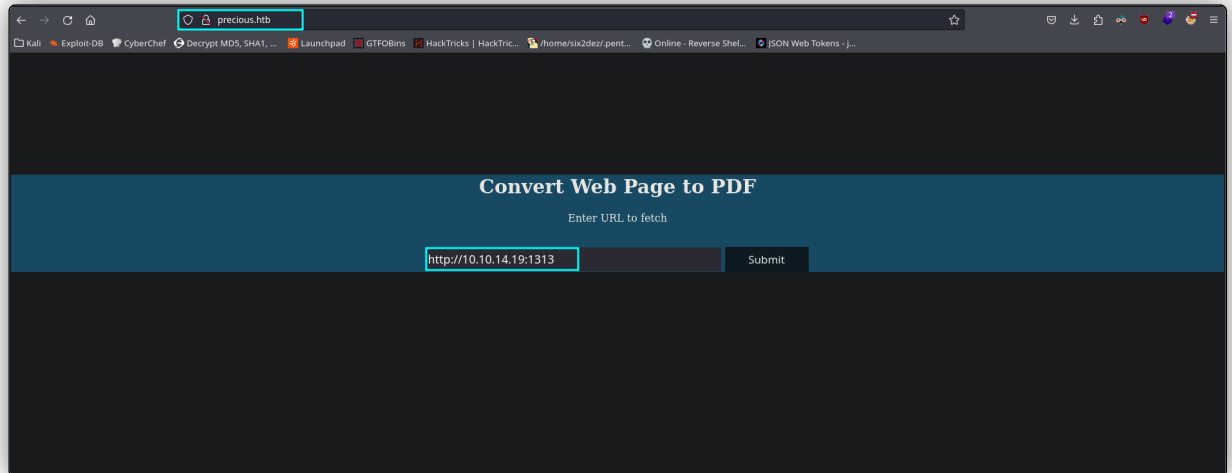 precious.htb
Kali Exploit-DB CyberChef Decrypt MD5, SHA1, ... Launchpad GTFOBins HackTricks | HackTric... /home/six2dez/.pent... Online - Reverse Shel... JSON Web Tokens - j...
Convert Web Page to PDF
Enter URL to fetch
http://10.10.14.19:1313 Submit